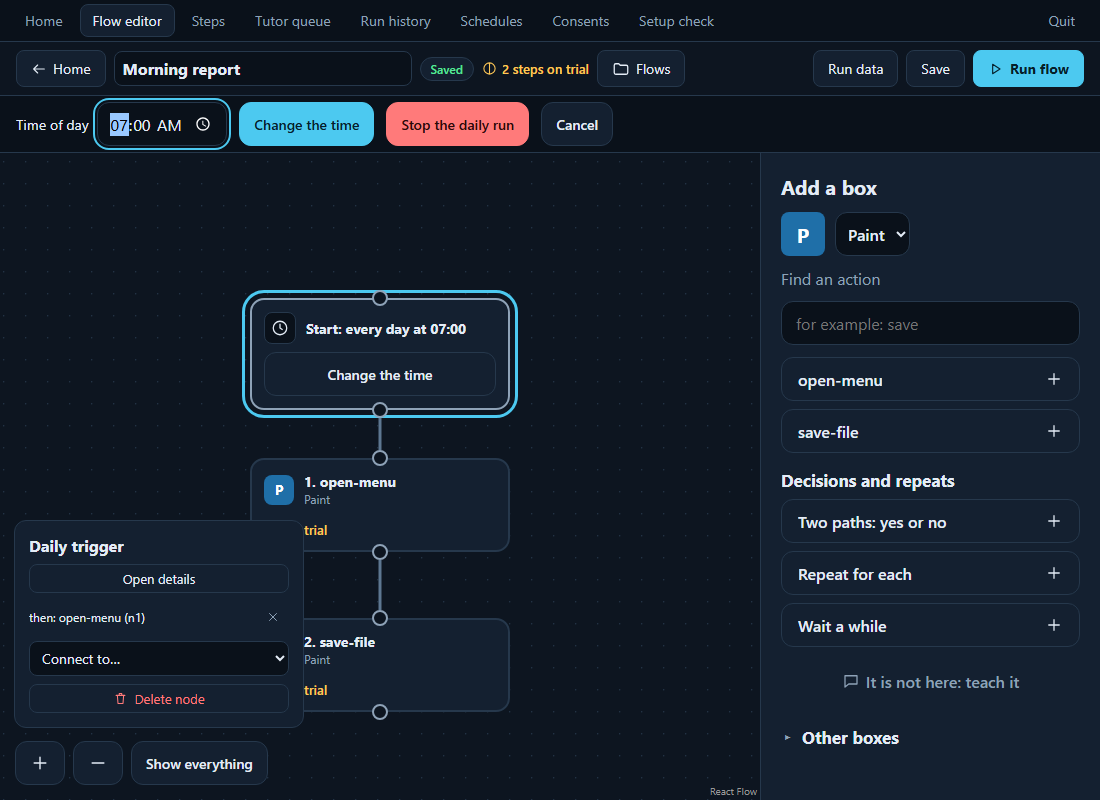 Home Flow editor Steps Tutor queue Run history Schedules Consents Setup check Quit
Home Morning report Saved 2 steps on trial Flows Run data Save Run flow
Time of day 07:00 AM Change the time Stop the daily run Cancel
Start: every day at 07:00
Change the time
P 1. open-menu
Paint
trial
2. save-file
Paint
trial
Daily trigger
Open details
then: open-menu (n1)
Connect to...
Delete node
Show everything
React Flow
Add a box
P Paint
Find an action
for example: save
open-menu
save-file
Decisions and repeats
Two paths: yes or no
Repeat for each
Wait a while
It is not here: teach it
Other boxes